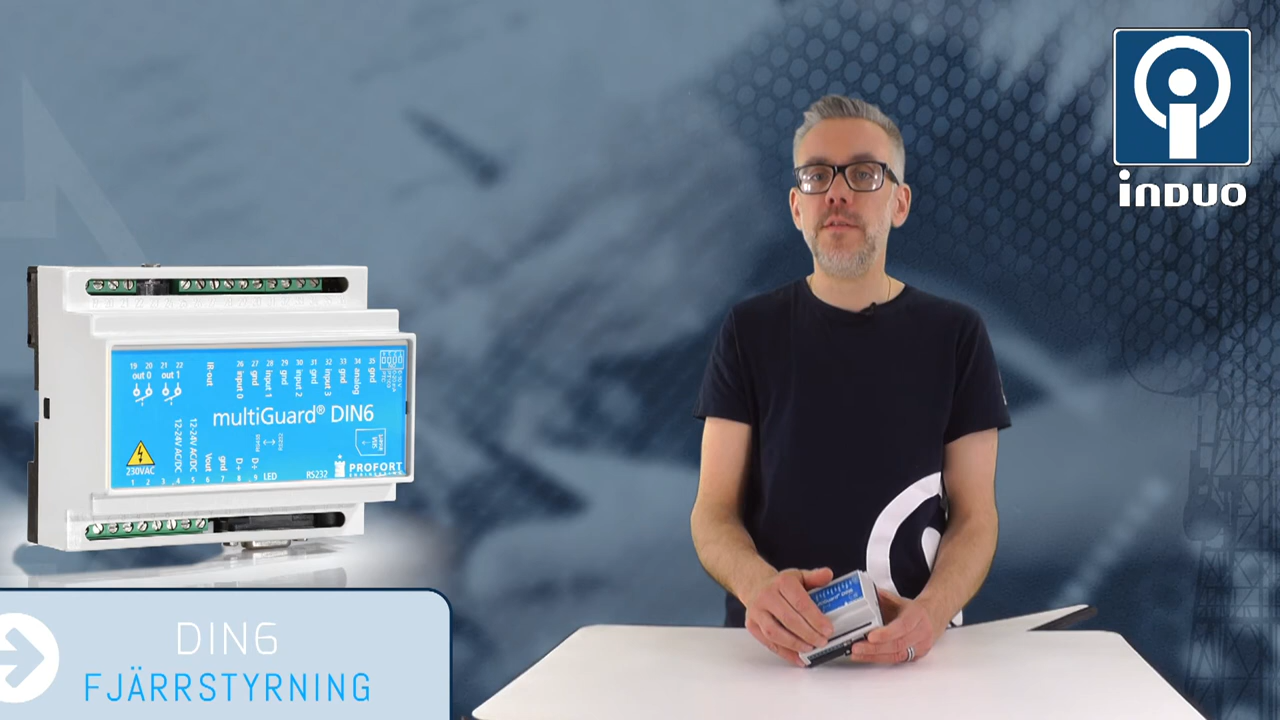 iNDUO
19 20 21 22
out 0 out 1
IR-out
26 input 0
27 gnd
28 input 1
29 gnd
30 input 2
31 gnd
32 input 3
33 gnd
34 analog
35 gnd
multiGuard® DIN6
12-24V AC/DC
12-24V AC/DC
Vout
gnd
D+
D-
230VAC
1 2 3 4 5 6 7 8 9 LED
RS232
PROFORT
ENGINEERING
multiGuard® DIN6
DIN6
FJÄRRSTYRNING